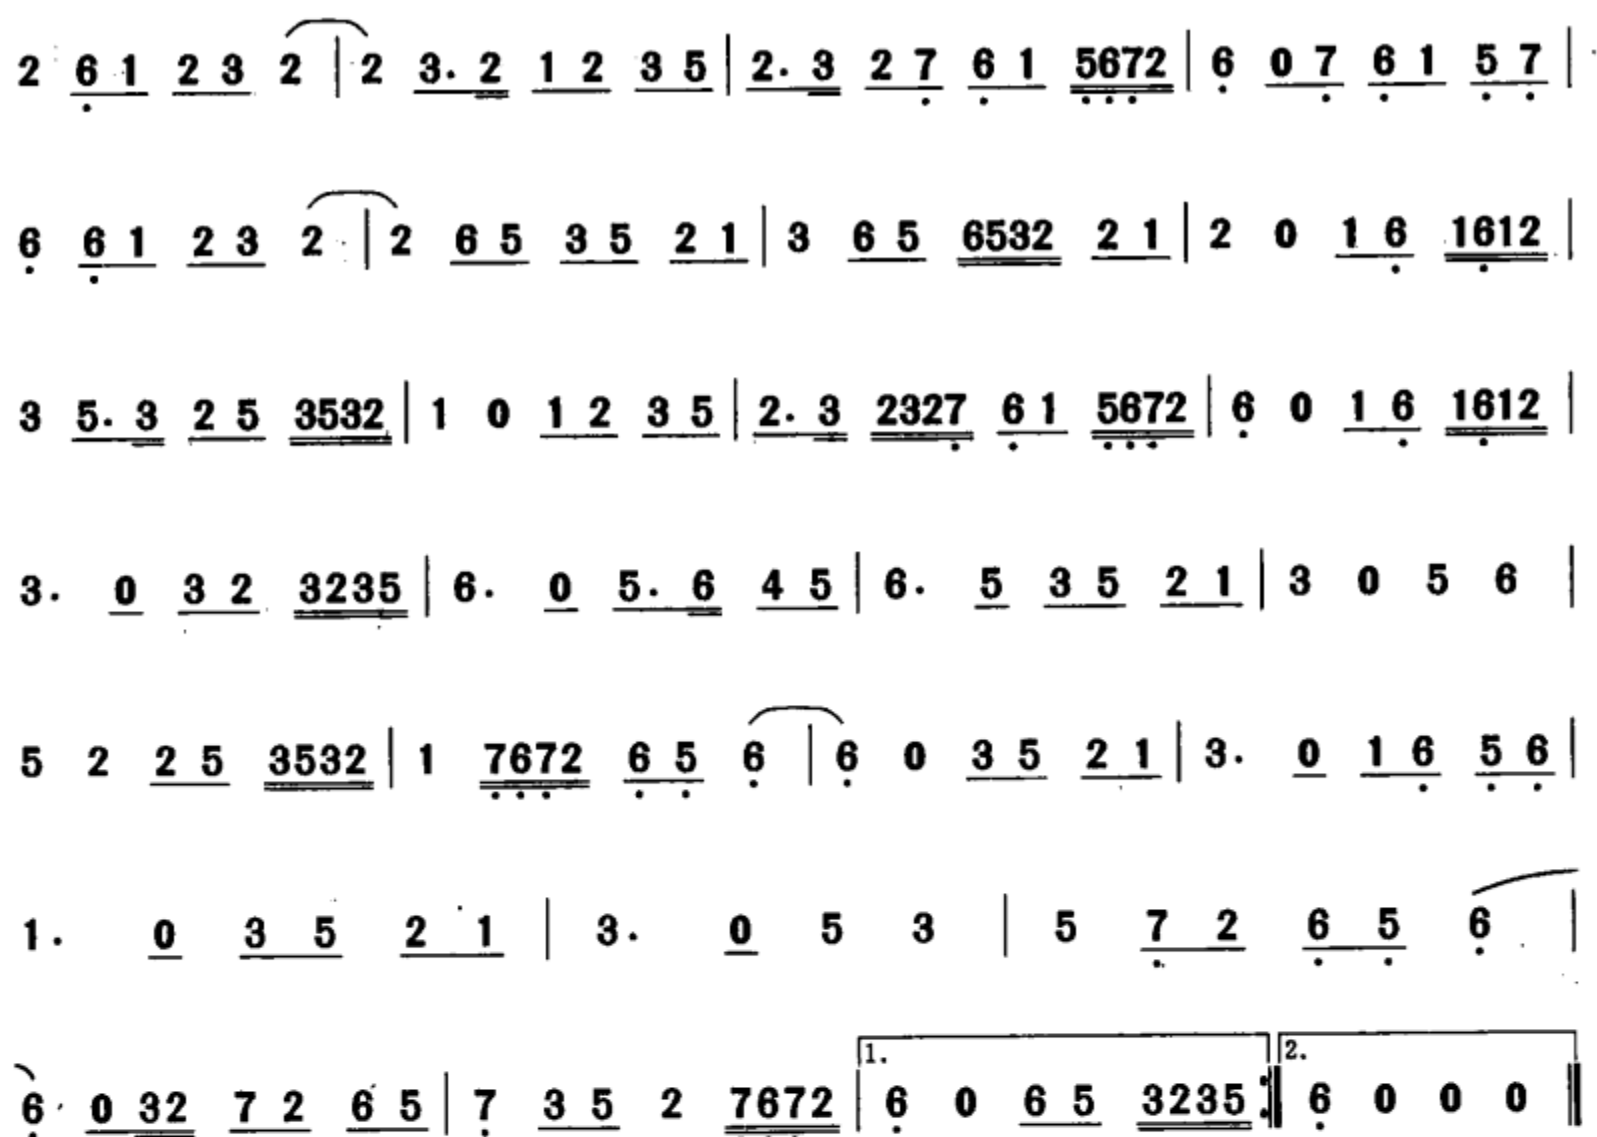 2 6 1 2 3 2 | 2 3. 2 1 2 3 5 | 2. 3 2 7 6 1 5672 | 6 0 7 6 1 5 7 |
6 6 1 2 3 2 | 2 6 5 3 5 2 1 | 3 6 5 6532 2 1 | 2 0 1 6 1612 |
3 5. 3 2 5 3532 | 1 0 1 2 3 5 | 2. 3 2327 6 1 5672 | 6 0 1 6 1612 |
3. 0 3 2 3235 | 6. 0 5. 6 4 5 | 6. 5 3 5 2 1 | 3 0 5 6 |
5 2 2 5 3532 | 1 7672 6 5 6 | 6 0 3 5 2 1 | 3. 0 1 6 5 6 |
1. 0 3 5 2 1 | 3. 0 5 3 | 5 7 2 6 5 6 |
6 0 32 7 2 6 5 | 7 3 5 2 7672 | 1. 6 0 6 5 3235 :‖ 2. 6 0 0 0 ‖